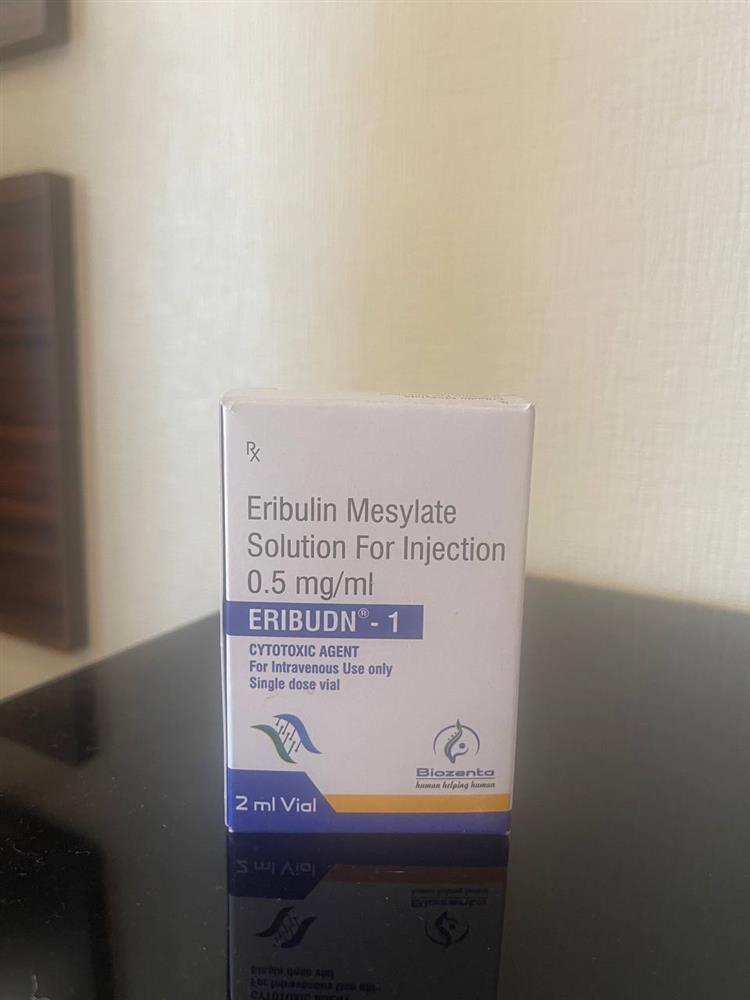 Rx
Eribulin Mesylate
Solution For Injection
0.5 mg/ml
ERIBUDN® - 1
CYTOTOXIC AGENT
For Intravenous Use only
Single dose vial
Biozenta
human helping human
2 ml Vial